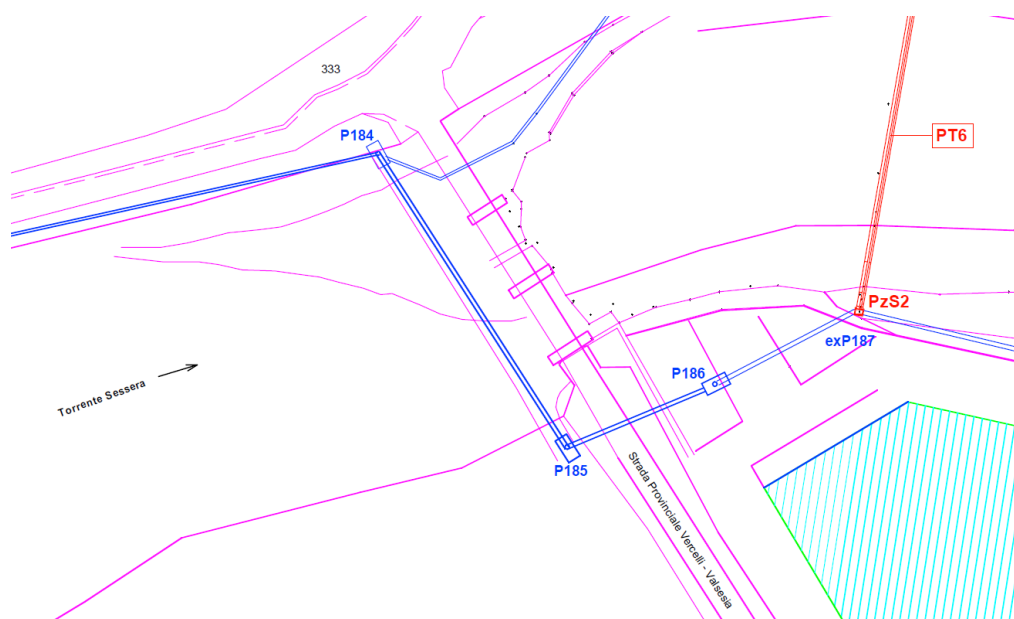 333
P184
PT6
PzS2
exP187
P186
Torrente Sessera
P185
Strada Provinciale Vercelli - Valsesia